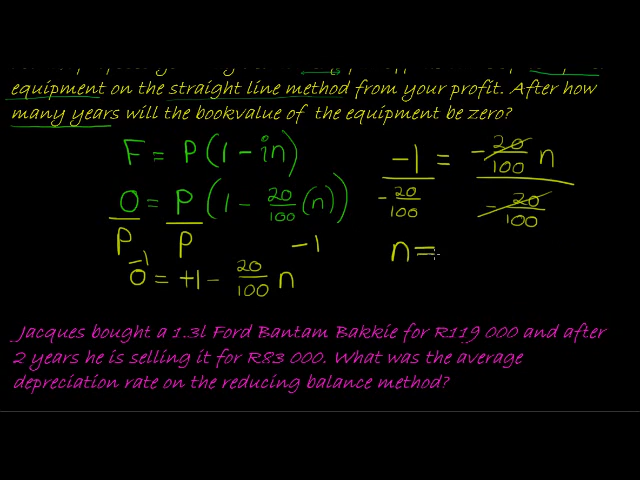 equipment on the straight line method from your profit. After how
many years will the bookvalue of the equipment be zero?
F = P(1 - in)
0 = P(1 - 20/100 (n))
P P
-1 -1
0 = +1 - 20/100 n
-1 = -20/100 n
-20/100 -20/100
n =
Jacques bought a 1.3l Ford Bantam Bakkie for R119 000 and after
2 years he is selling it for R83 000. What was the average
depreciation rate on the reducing balance method?